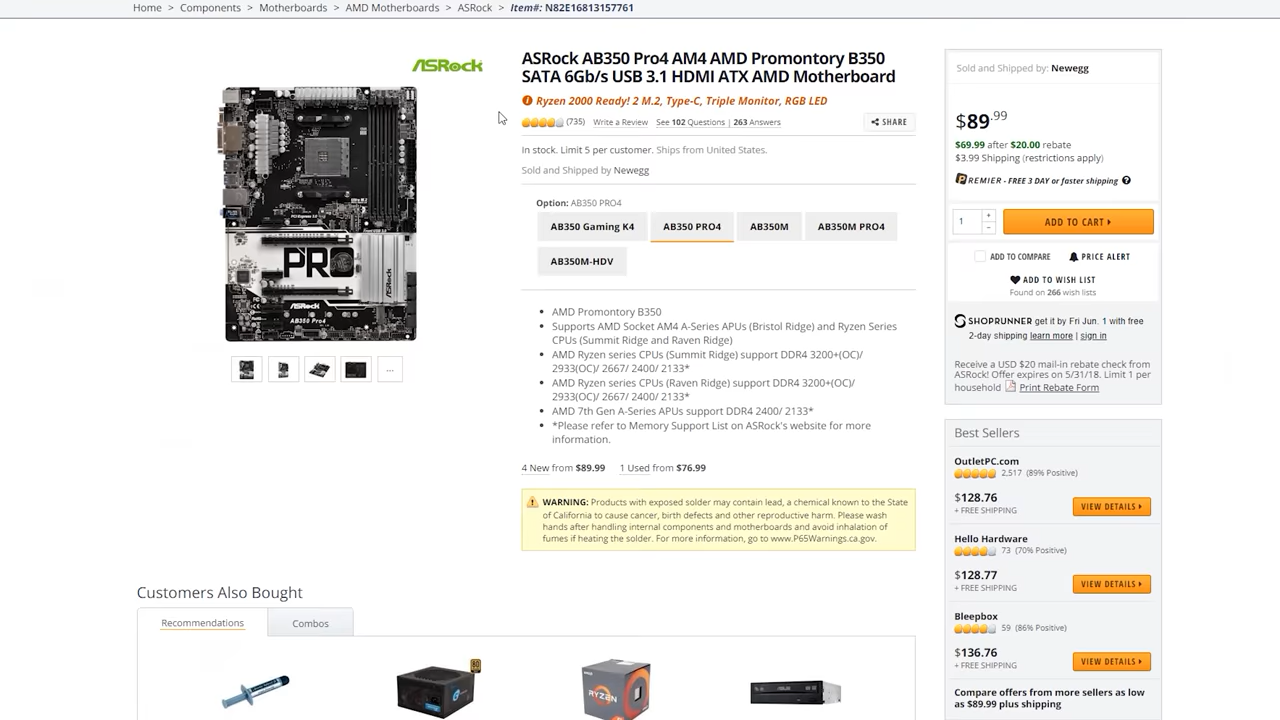 Home > Components > Motherboards > AMD Motherboards > ASRock > Item#: N82E16813157761
ASRock
ASRock AB350 Pro4 AM4 AMD Promontory B350
SATA 6Gb/s USB 3.1 HDMI ATX AMD Motherboard
Ryzen 2000 Ready! 2 M.2, Type-C, Triple Monitor, RGB LED
(735) Write a Review See 102 Questions | 263 Answers
SHARE
In stock. Limit 5 per customer. Ships from United States.
Sold and Shipped by Newegg
Option: AB350 PRO4
AB350 Gaming K4 AB350 PRO4 AB350M AB350M PRO4
AB350M-HDV
• AMD Promontory B350
• Supports AMD Socket AM4 A-Series APUs (Bristol Ridge) and Ryzen Series
CPUs (Summit Ridge and Raven Ridge)
• AMD Ryzen series CPUs (Summit Ridge) support DDR4 3200+(OC)/
2933(OC)/ 2667/ 2400/ 2133*
• AMD Ryzen series CPUs (Raven Ridge) support DDR4 3200+(OC)/
2933(OC)/ 2667/ 2400/ 2133*
• AMD 7th Gen A-Series APUs support DDR4 2400/ 2133*
• *Please refer to Memory Support List on ASRock's website for more
information.
4 New from $89.99 1 Used from $76.99
WARNING: Products with exposed solder may contain lead, a chemical known to the State
of California to cause cancer, birth defects and other reproductive harm. Please wash
hands after handling internal components and motherboards and avoid inhalation of
fumes if heating the solder. For more information, go to www.P65Warnings.ca.gov.
PRO
ASRock
ASRock
AB350 Pro4
...
Customers Also Bought
Recommendations Combos
RYZEN
Sold and Shipped by: Newegg
$89.99
$69.99 after $20.00 rebate
$3.99 Shipping (restrictions apply)
PREMIER - FREE 3 DAY or faster shipping ?
1 + - ADD TO CART
ADD TO COMPARE PRICE ALERT
ADD TO WISH LIST
Found on 266 wish lists
SHOPRUNNER get it by Fri Jun. 1 with free
2-day shipping learn more | sign in
Receive a USD $20 mail-in rebate check from
ASRock! Offer expires on 5/31/18. Limit 1 per
household Print Rebate Form
Best Sellers
OutletPC.com
2,517 (89% Positive)
$128.76
+ FREE SHIPPING
VIEW DETAILS
Hello Hardware
73 (70% Positive)
$128.77
+ FREE SHIPPING
VIEW DETAILS
Bleepbox
59 (86% Positive)
$136.76
+ FREE SHIPPING
VIEW DETAILS
Compare offers from more sellers as low
as $89.99 plus shipping